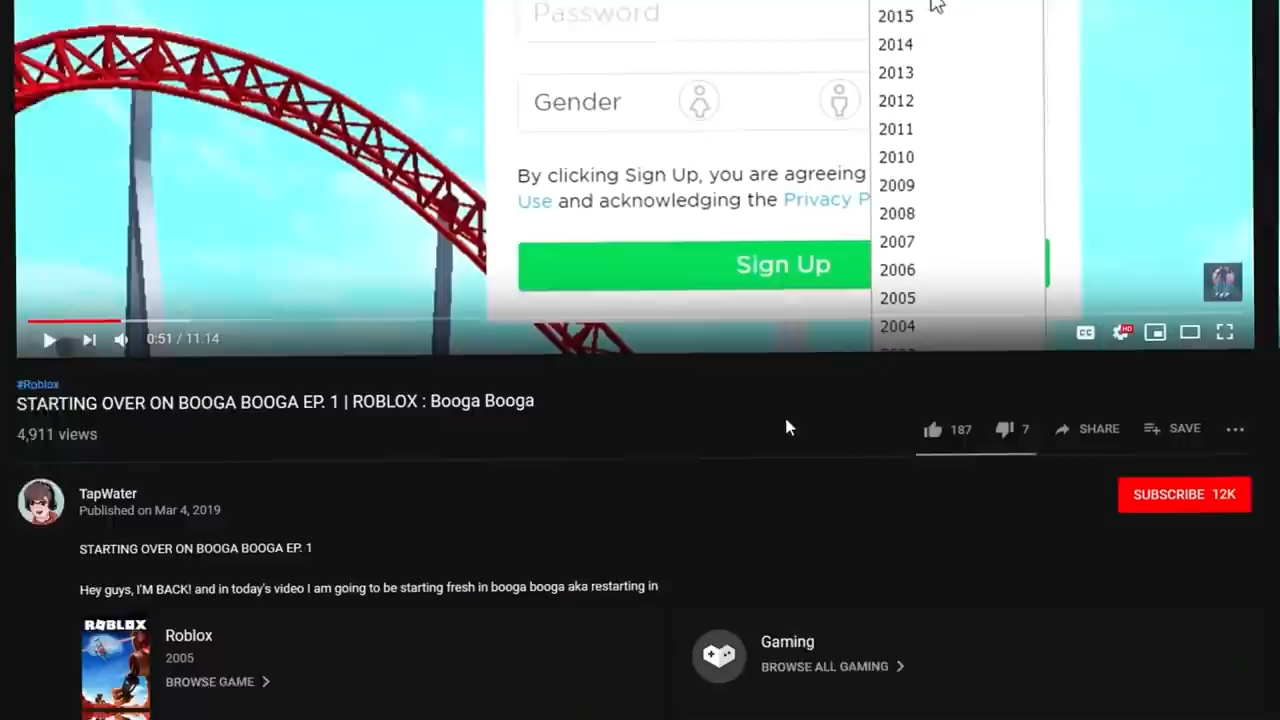 Password
2015
2014
2013
Gender
2012
2011
2010
By clicking Sign Up, you are agreeing
2009
Use and acknowledging the Privacy P
2008
2007
Sign Up
2006
2005
2004
0:51 / 11:14
CC
HD
#Roblox
STARTING OVER ON BOOGA BOOGA EP. 1 | ROBLOX : Booga Booga
4,911 views
187
7
SHARE
SAVE
TapWater
Published on Mar 4, 2019
SUBSCRIBE 12K
STARTING OVER ON BOOGA BOOGA EP. 1
Hey guys, I'M BACK! and in today's video I am going to be starting fresh in booga booga aka restarting in
ROBLOX
Roblox
2005
BROWSE GAME
Gaming
BROWSE ALL GAMING